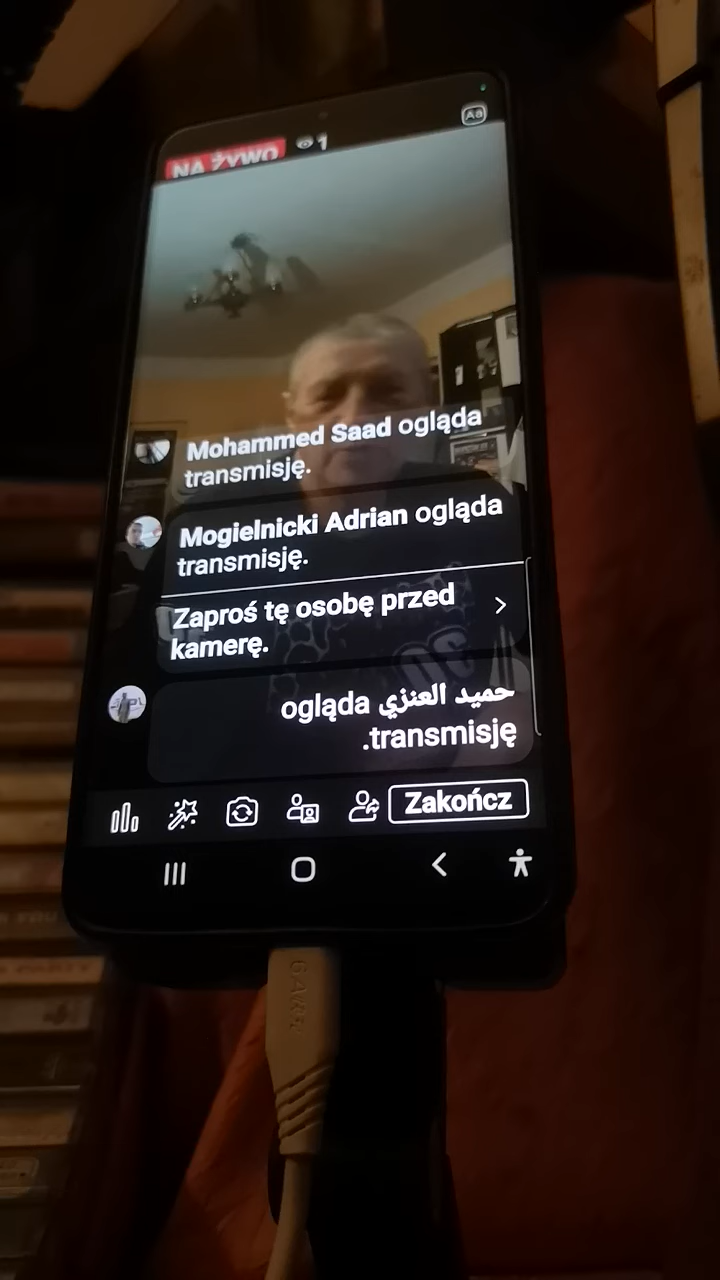 NA ŻYWO 1
Aa
Mohammed Saad ogląda
transmisję.
Mogielnicki Adrian ogląda
transmisję.
Zaproś tę osobę przed
kamerę.
حميد العنزي ogląda
transmisję.
Zakończ